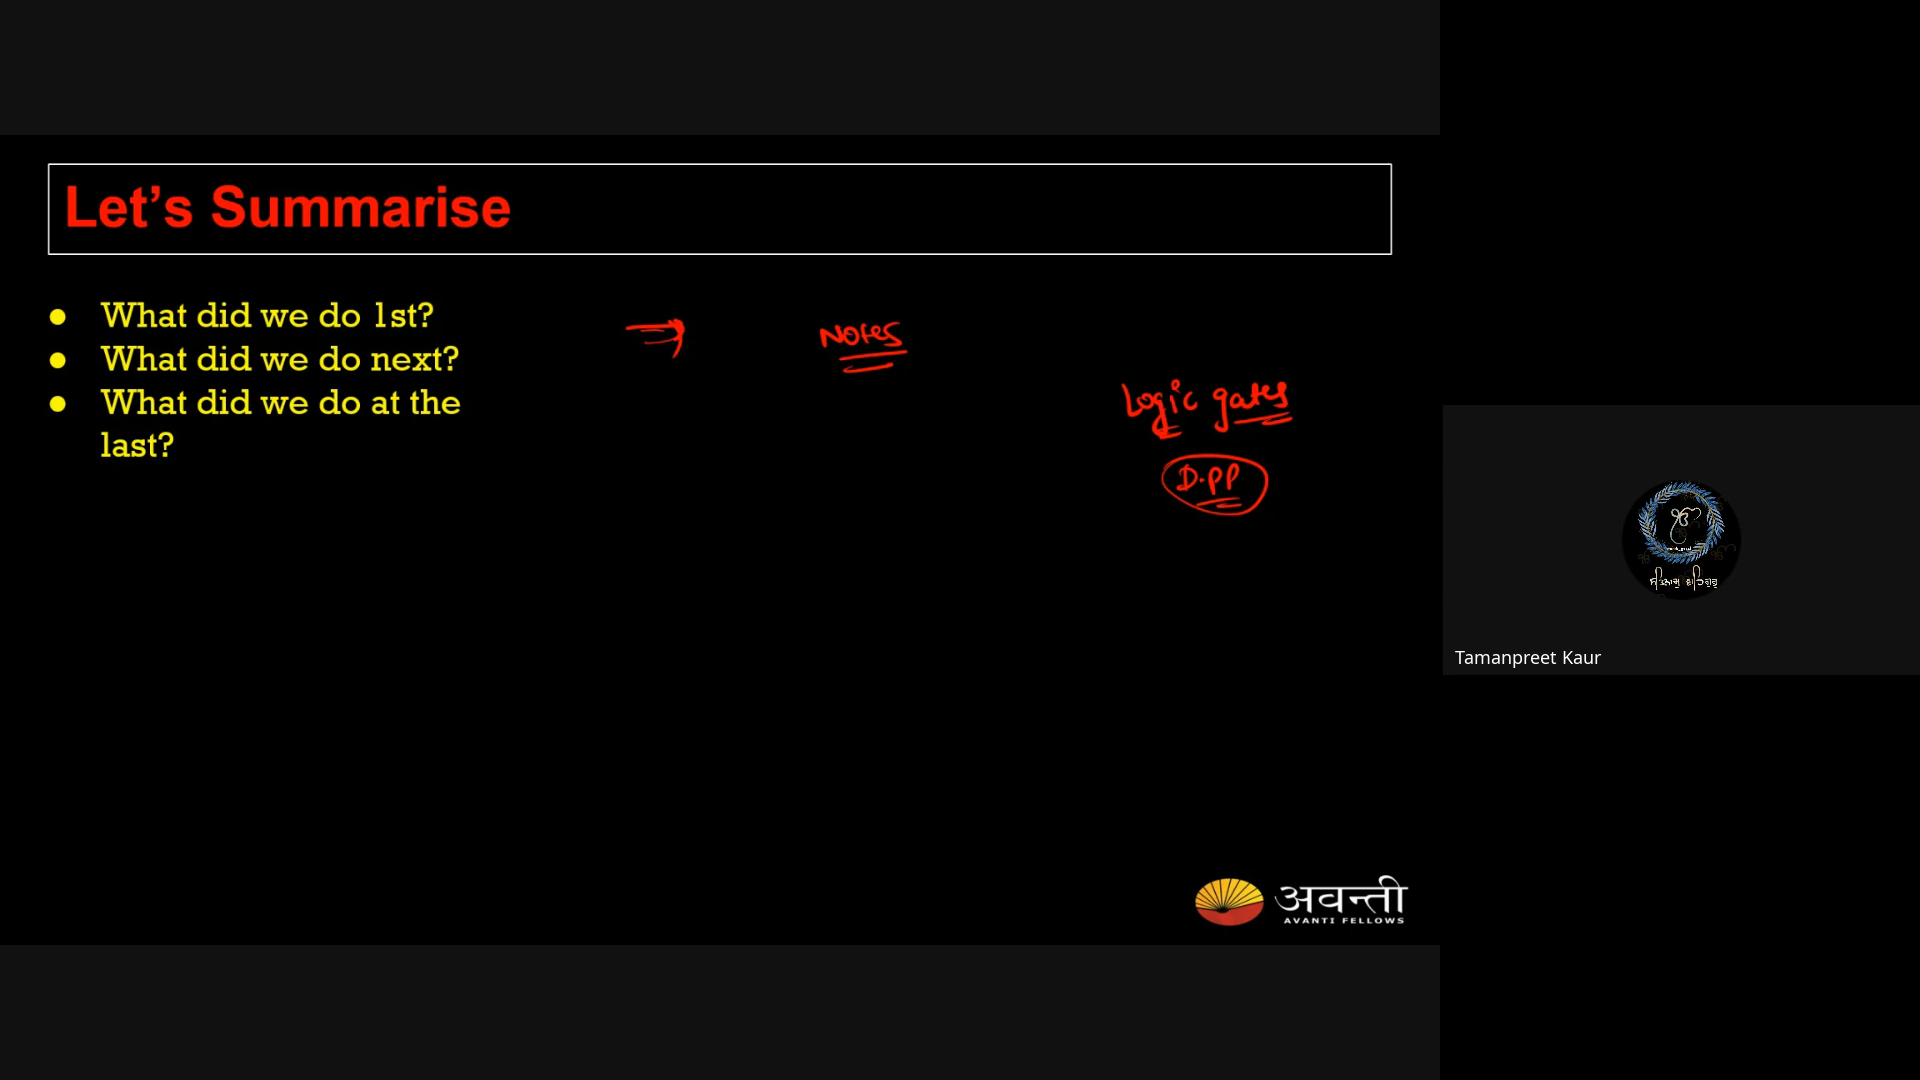 Let’s Summarise
● What did we do 1st?
● What did we do next?
● What did we do at the
last?
Notes
Logic gates
D.PP
Tamanpreet Kaur
अवन्ती
AVANTI FELLOWS